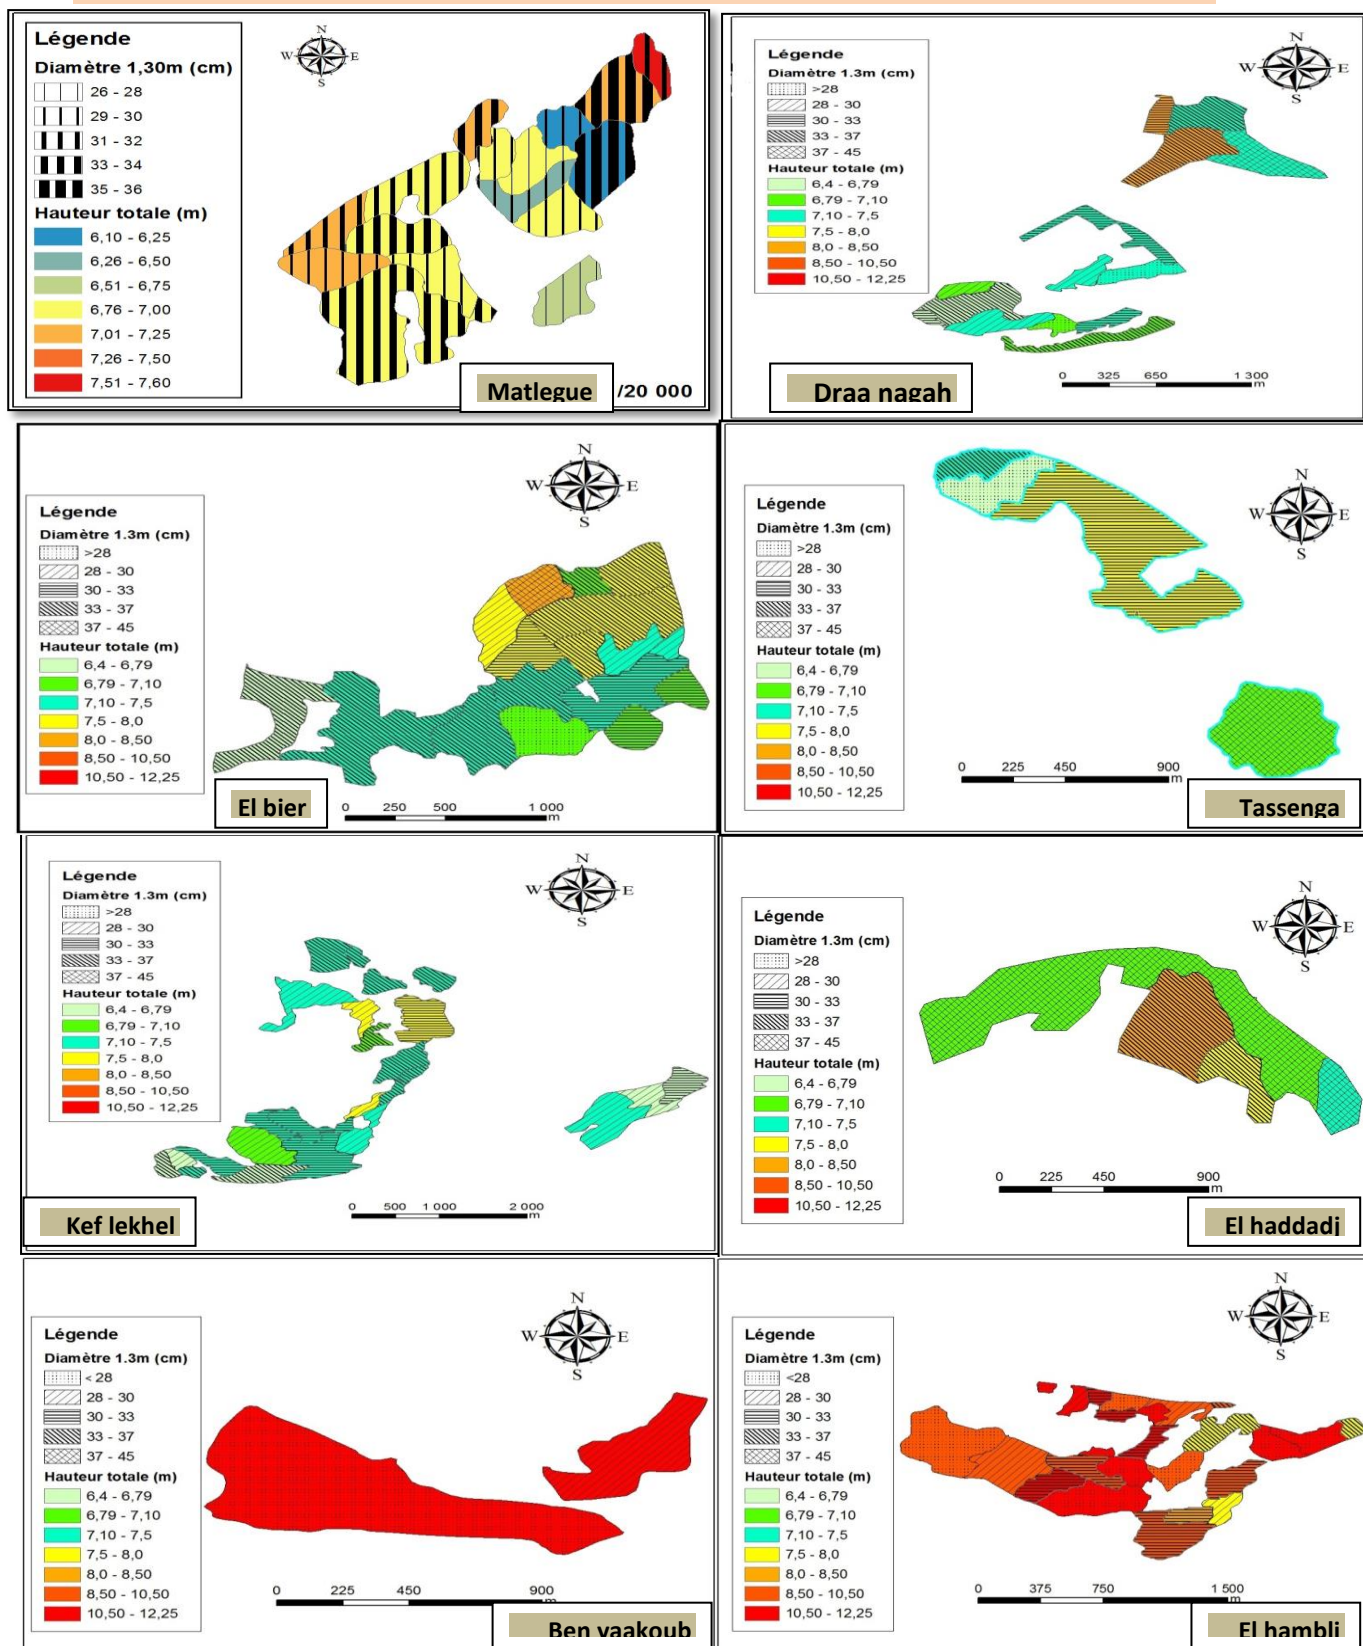 Légende
Diamètre 1,30m (cm)
26 - 28
29 - 30
31 - 32
33 - 34
35 - 36
Hauteur totale (m)
6,10 - 6,25
6,26 - 6,50
6,51 - 6,75
6,76 - 7,00
7,01 - 7,25
7,26 - 7,50
7,51 - 7,60
N
W E
S
Matlegue
/20 000
Légende
Diamètre 1.3m (cm)
>28
28 - 30
30 - 33
33 - 37
37 - 45
Hauteur totale (m)
6,4 - 6,79
6,79 - 7,10
7,10 - 7,5
7,5 - 8,0
8,0 - 8,50
8,50 - 10,50
10,50 - 12,25
N
W E
S
0 325 650 1 300
m
Draa nagah
Légende
Diamètre 1.3m (cm)
>28
28 - 30
30 - 33
33 - 37
37 - 45
Hauteur totale (m)
6,4 - 6,79
6,79 - 7,10
7,10 - 7,5
7,5 - 8,0
8,0 - 8,50
8,50 - 10,50
10,50 - 12,25
N
W E
S
El bier
0 250 500 1 000
m
Légende
Diamètre 1.3m (cm)
>28
28 - 30
30 - 33
33 - 37
37 - 45
Hauteur totale (m)
6,4 - 6,79
6,79 - 7,10
7,10 - 7,5
7,5 - 8,0
8,0 - 8,50
8,50 - 10,50
10,50 - 12,25
N
W E
S
0 225 450 900
m
Tassenga
Légende
Diamètre 1.3m (cm)
>28
28 - 30
30 - 33
33 - 37
37 - 45
Hauteur totale (m)
6,4 - 6,79
6,79 - 7,10
7,10 - 7,5
7,5 - 8,0
8,0 - 8,50
8,50 - 10,50
10,50 - 12,25
N
W E
S
Kef lekhel
0 500 1 000 2 000
m
Légende
Diamètre 1.3m (cm)
>28
28 - 30
30 - 33
33 - 37
37 - 45
Hauteur totale (m)
6,4 - 6,79
6,79 - 7,10
7,10 - 7,5
7,5 - 8,0
8,0 - 8,50
8,50 - 10,50
10,50 - 12,25
N
W E
S
0 225 450 900
m
El haddadj
Légende
Diamètre 1.3m (cm)
< 28
28 - 30
30 - 33
33 - 37
37 - 45
Hauteur totale (m)
6,4 - 6,79
6,79 - 7,10
7,10 - 7,5
7,5 - 8,0
8,0 - 8,50
8,50 - 10,50
10,50 - 12,25
N
W E
S
0 225 450 900
m
Ben yaakoub
Légende
Diamètre 1.3m (cm)
<28
28 - 30
30 - 33
33 - 37
37 - 45
Hauteur totale (m)
6,4 - 6,79
6,79 - 7,10
7,10 - 7,5
7,5 - 8,0
8,0 - 8,50
8,50 - 10,50
10,50 - 12,25
N
W E
S
0 375 750 1 500
m
El hambli